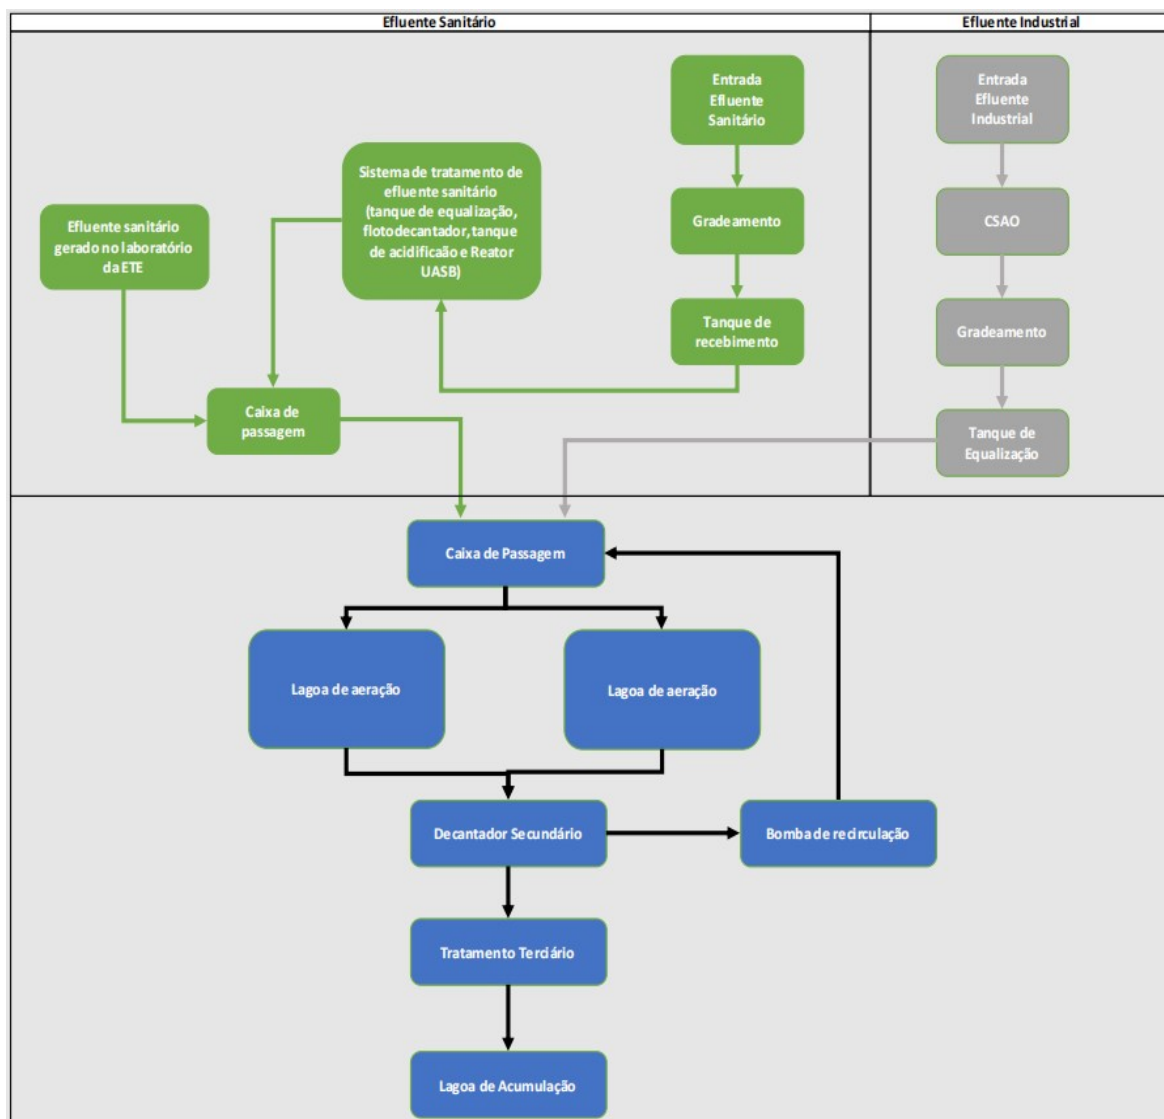 Efluente Sanitário
Efluente Industrial
Entrada
Efluente
Sanitário
Entrada
Efluente
Industrial
Sistema de tratamento de
efluente sanitário
(tanque de equalização,
flotodecantador, tanque
de acidificaão e Reator
UASB)
Efluente sanitário
gerado no laboratório
da ETE
Gradeamento
CSAO
Tanque de
recebimento
Gradeamento
Caixa de
passagem
Tanque de
Equalização
Caixa de Passagem
Lagoa de aeração
Lagoa de aeração
Decantador Secundário
Bomba de recirculação
Tratamento Terciário
Lagoa de Acumulação